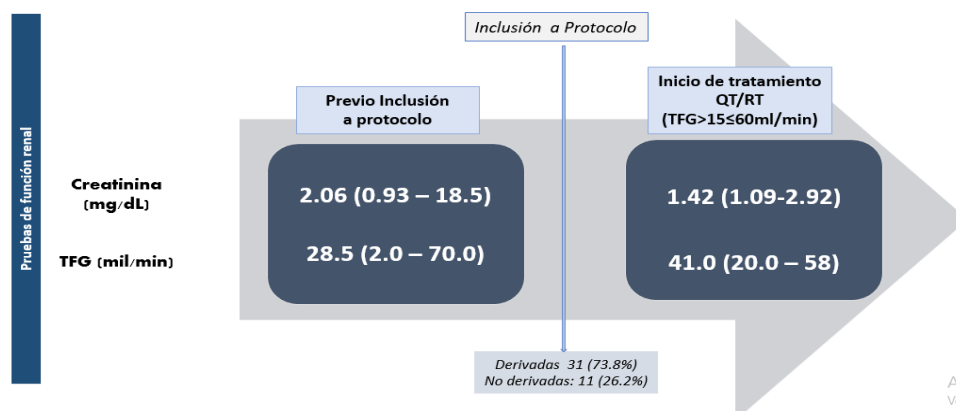 Inclusión a Protocolo
Previo Inclusión
a protocolo
Inicio de tratamiento
QT/RT
(TFG>15≤60ml/min)
Pruebas de función renal
Creatinina
(mg/dL)
2.06 (0.93 – 18.5)
1.42 (1.09-2.92)
TFG (mil/min)
28.5 (2.0 – 70.0)
41.0 (20.0 – 58)
Derivadas 31 (73.8%)
No derivadas: 11 (26.2%)